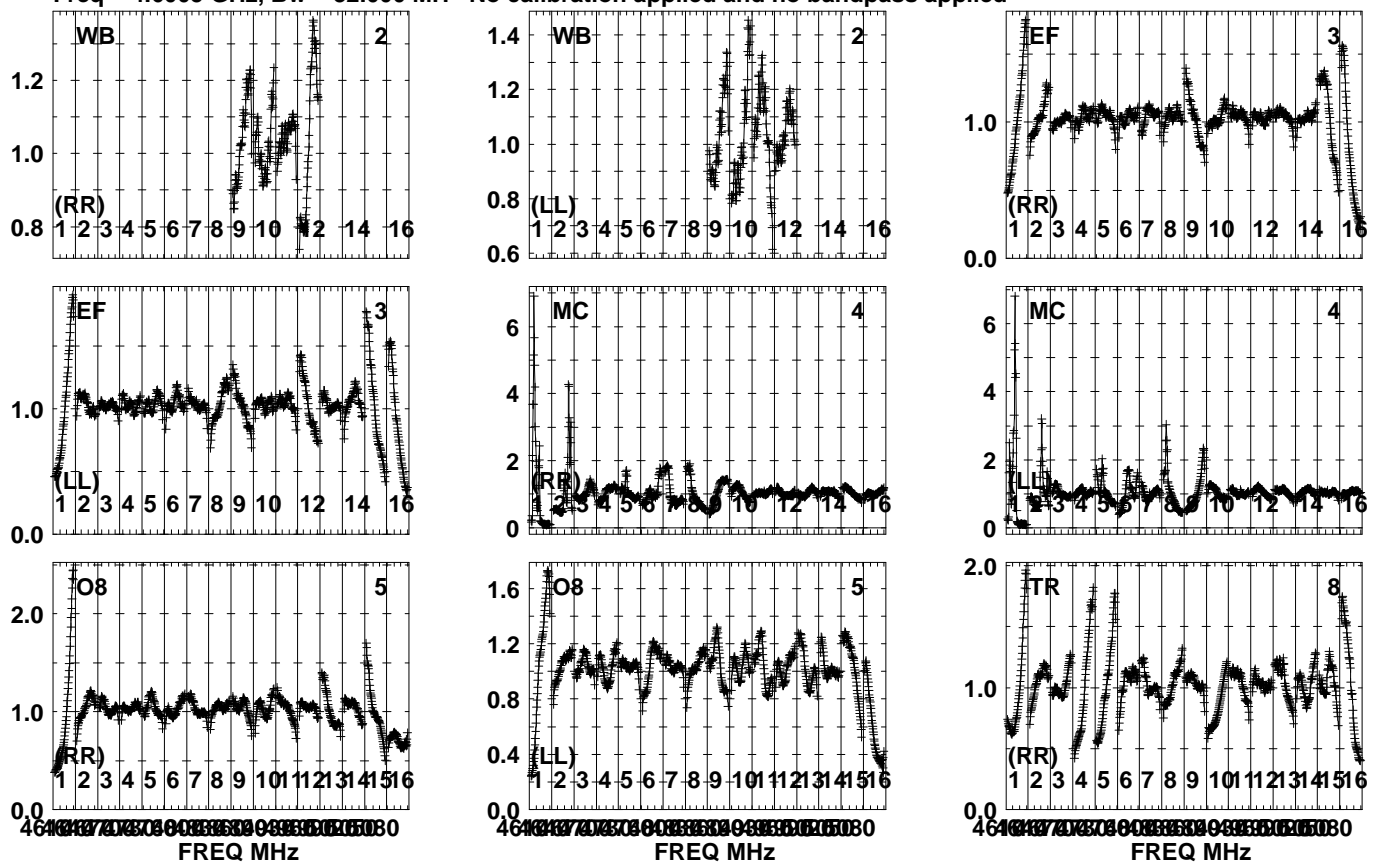 WB 2
1.2
1.0
0.8
(RR)
1 2 3 4 5 6 7 8 9 10 12 14 16
WB 2
1.4
1.2
1.0
0.8
0.6
(LL)
1 2 3 4 5 6 7 8 9 10 12 14 16
EF 3
1.0
0.0
(RR)
1 2 3 4 5 6 7 8 9 10 12 14 16
EF 3
1.0
0.0
(LL)
1 2 3 4 5 6 7 8 9 10 12 14 16
MC 4
6
4
2
0
(RR)
1 2 3 4 5 6 7 8 9 10 12 14 16
MC 4
6
4
2
0
(LL)
1 2 3 4 5 6 7 8 9 10 12 14 16
O8 5
2.0
1.0
0.0
(RR)
1 2 3 4 5 6 7 8 9 10 11 12 13 14 15 16
FREQ MHz
O8 5
1.6
1.2
0.8
0.4
0.0
(LL)
1 2 3 4 5 6 7 8 9 10 11 12 13 14 15 16
FREQ MHz
TR 8
2.0
1.0
0.0
(RR)
1 2 3 4 5 6 7 8 9 10 11 12 13 14 15 16
FREQ MHz